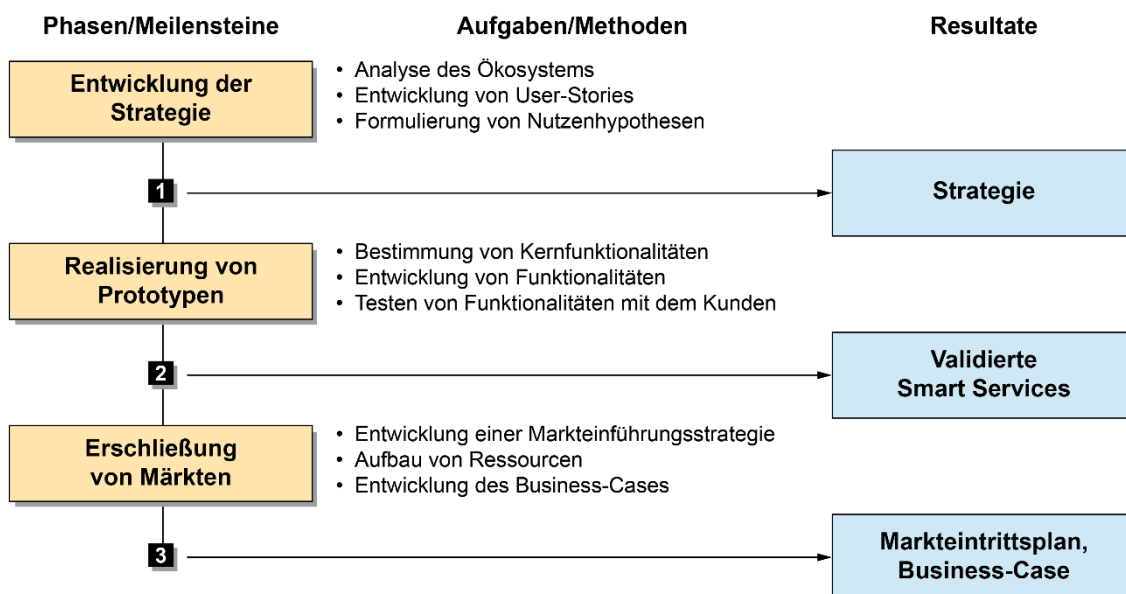 Phasen/Meilensteine
Aufgaben/Methoden
Resultate
Entwicklung der
Strategie
• Analyse des Ökosystems
• Entwicklung von User-Stories
• Formulierung von Nutzenhypothesen
1
Strategie
Realisierung von
Prototypen
• Bestimmung von Kernfunktionalitäten
• Entwicklung von Funktionalitäten
• Testen von Funktionalitäten mit dem Kunden
2
Validierte
Smart Services
Erschließung
von Märkten
• Entwicklung einer Markteinführungsstrategie
• Aufbau von Ressourcen
• Entwicklung des Business-Cases
3
Markteintrittsplan,
Business-Case